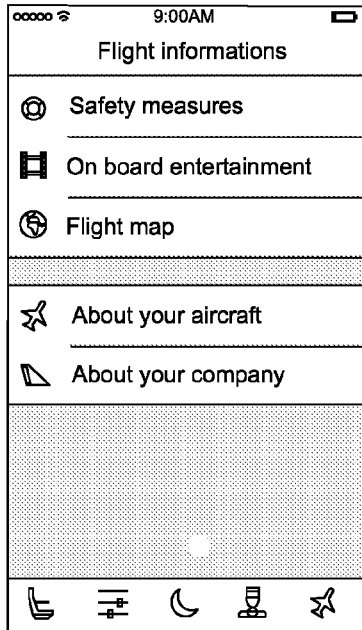 9:00AM
Flight informations
Safety measures
On board entertainment
Flight map
About your aircraft
About your company